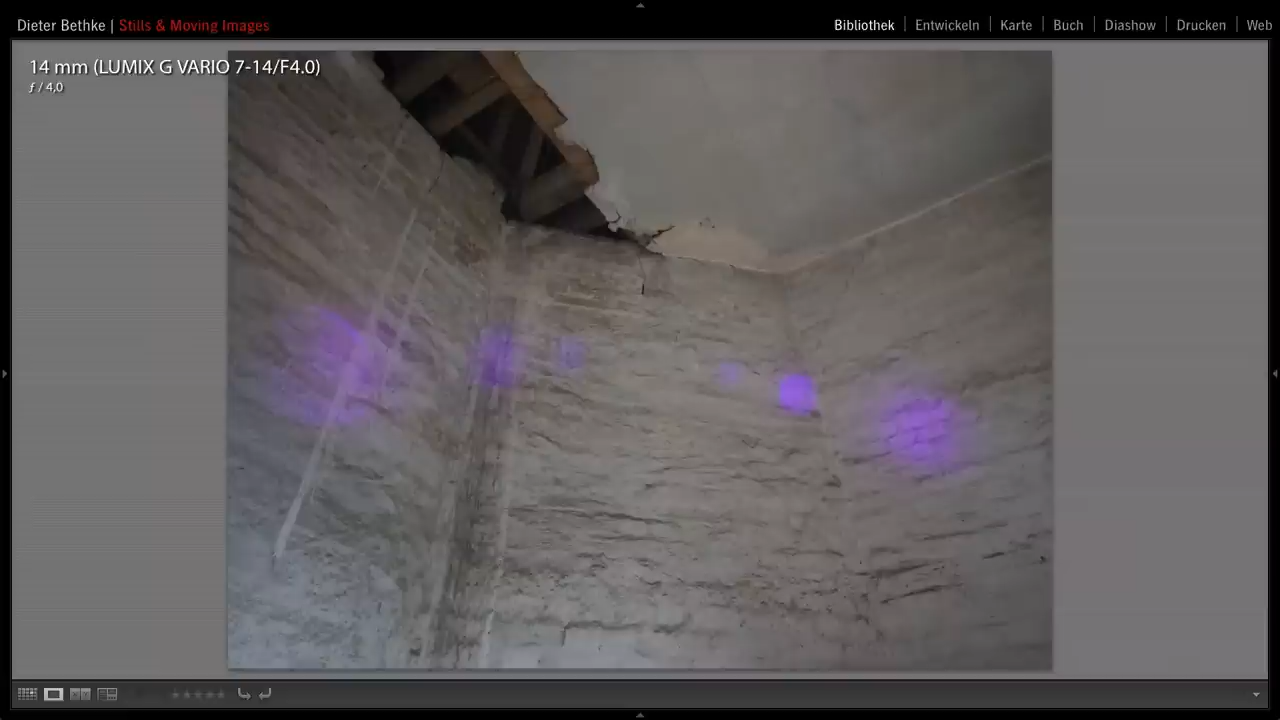 Dieter Bethke | Stills & Moving Images
Bibliothek | Entwickeln | Karte | Buch | Diashow | Drucken | Web
14 mm (LUMIX G VARIO 7-14/F4.0)
ƒ / 4,0